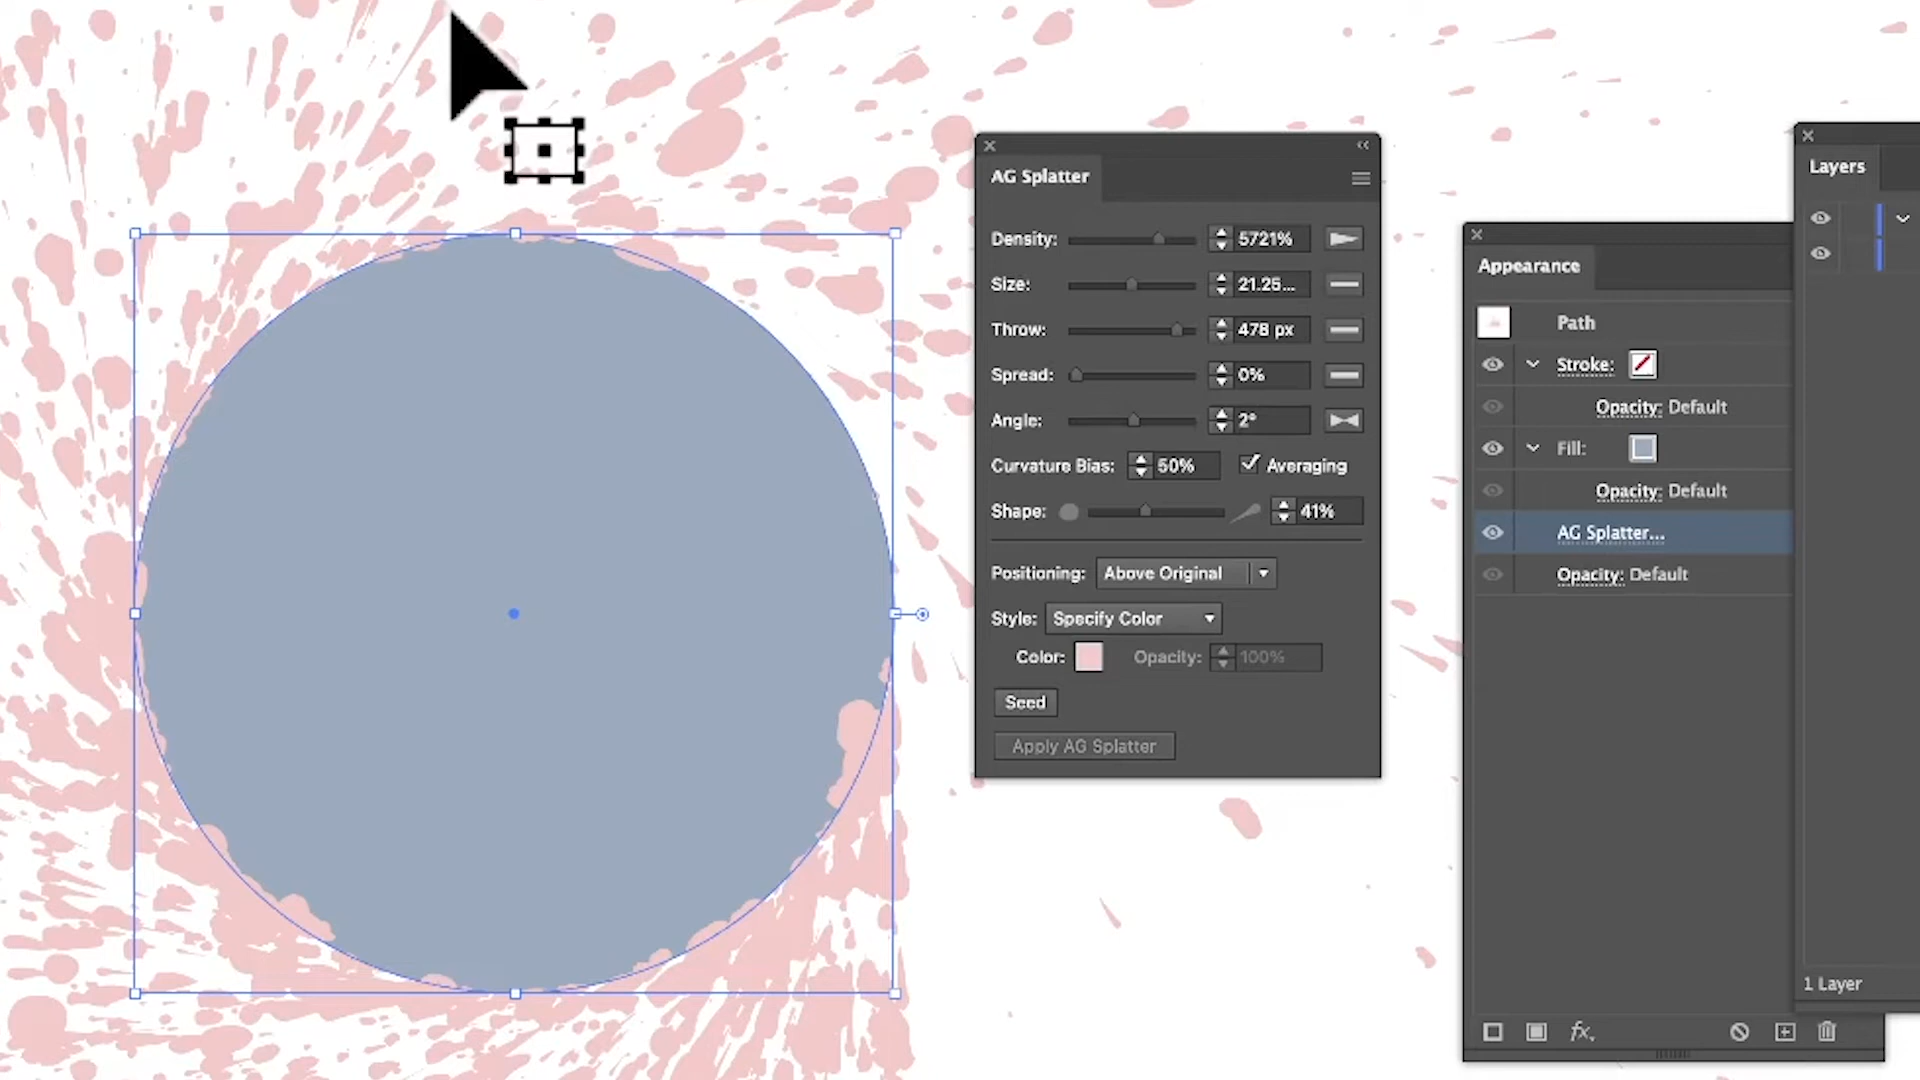 AG Splatter
Density: 5721%
Size: 21.25...
Throw: 478 px
Spread: 0%
Angle: 2°
Curvature Bias: 50% Averaging
Shape: 41%
Positioning: Above Original
Style: Specify Color
Color: Opacity: 100%
Seed
Apply AG Splatter
Appearance
Path
Stroke:
Opacity: Default
Fill:
Opacity: Default
AG Splatter...
Opacity: Default
fx
Layers
1 Layer